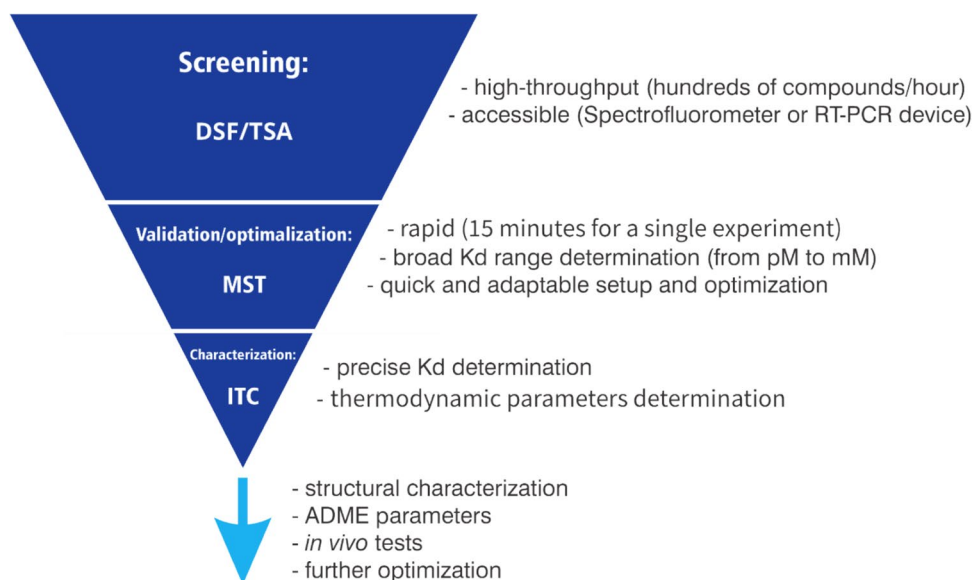 Screening:
DSF/TSA
- high-throughput (hundreds of compounds/hour)
- accessible (Spectrofluorometer or RT-PCR device)
Validation/optimalization:
MST
- rapid (15 minutes for a single experiment)
- broad Kd range determination (from pM to mM)
- quick and adaptable setup and optimization
Characterization:
ITC
- precise Kd determination
- thermodynamic parameters determination
- structural characterization
- ADME parameters
- in vivo tests
- further optimization